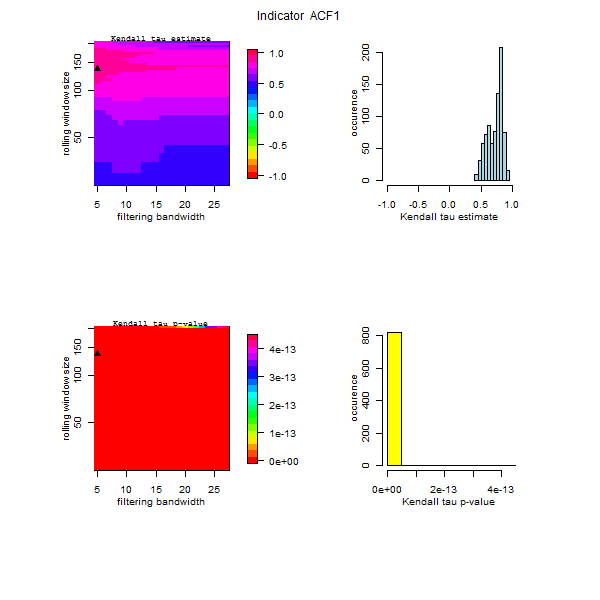 Indicator ACF1
Kendall tau estimate
rolling window size
50 100 150
5 10 15 20 25
filtering bandwidth
1.0
0.5
0.0
-0.5
-1.0
occurence
0 50 100 150 200
-1.0 -0.5 0.0 0.5 1.0
Kendall tau estimate
Kendall tau p-value
rolling window size
50 100 150
5 10 15 20 25
filtering bandwidth
4e-13
3e-13
2e-13
1e-13
0e+00
occurence
0 200 400 600 800
0e+00 2e-13 4e-13
Kendall tau p-value